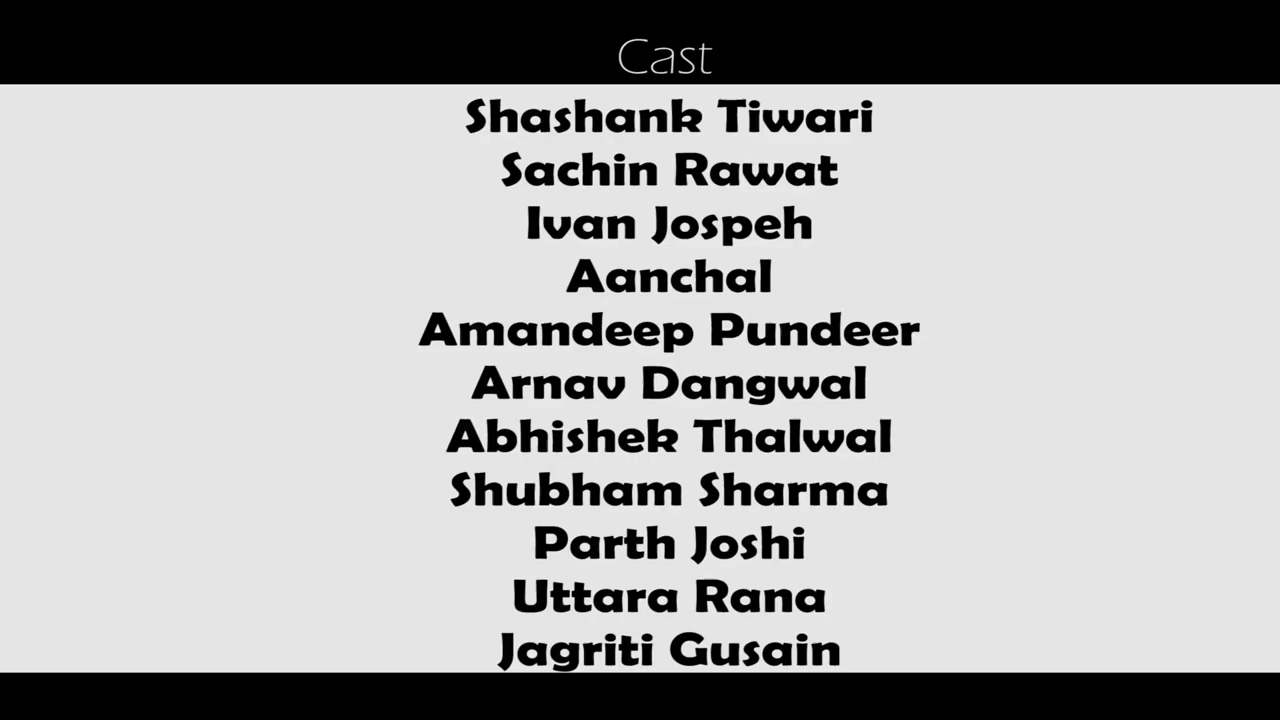 Cast
Shashank Tiwari
Sachin Rawat
Ivan Jospeh
Aanchal
Amandeep Pundeer
Arnav Dangwal
Abhishek Thalwal
Shubham Sharma
Parth Joshi
Uttara Rana
Jagriti Gusain